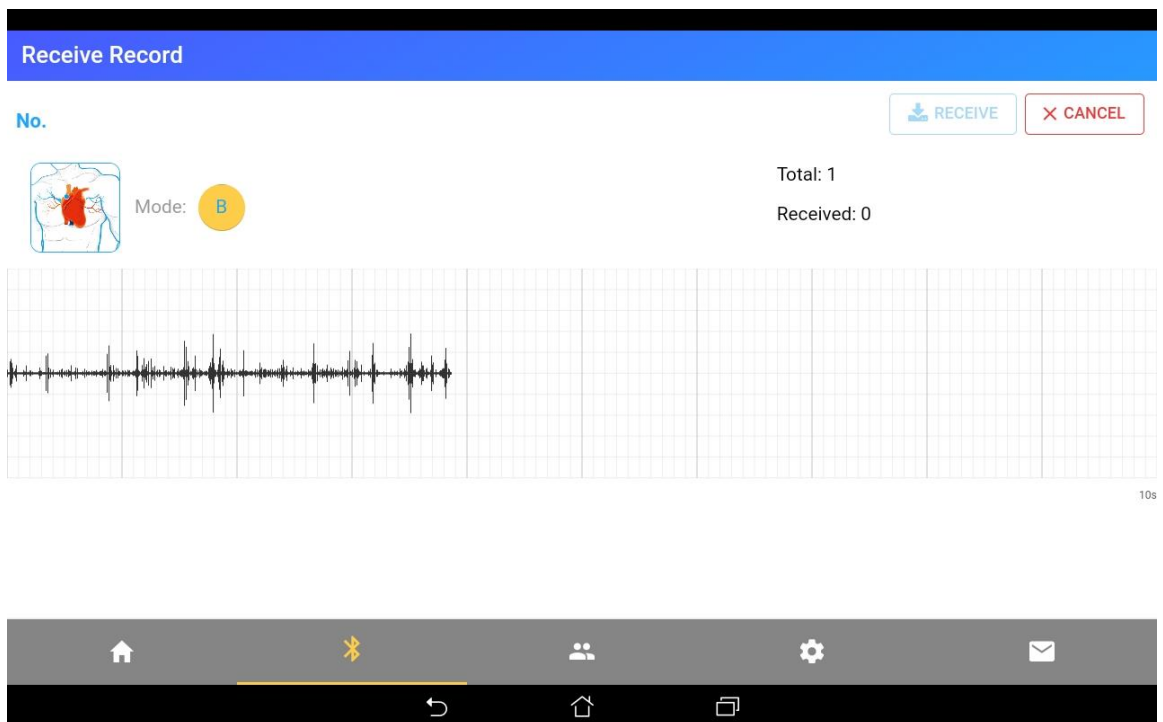 Receive Record
No.
RECEIVE
CANCEL
Mode: B
Total: 1
Received: 0
10s